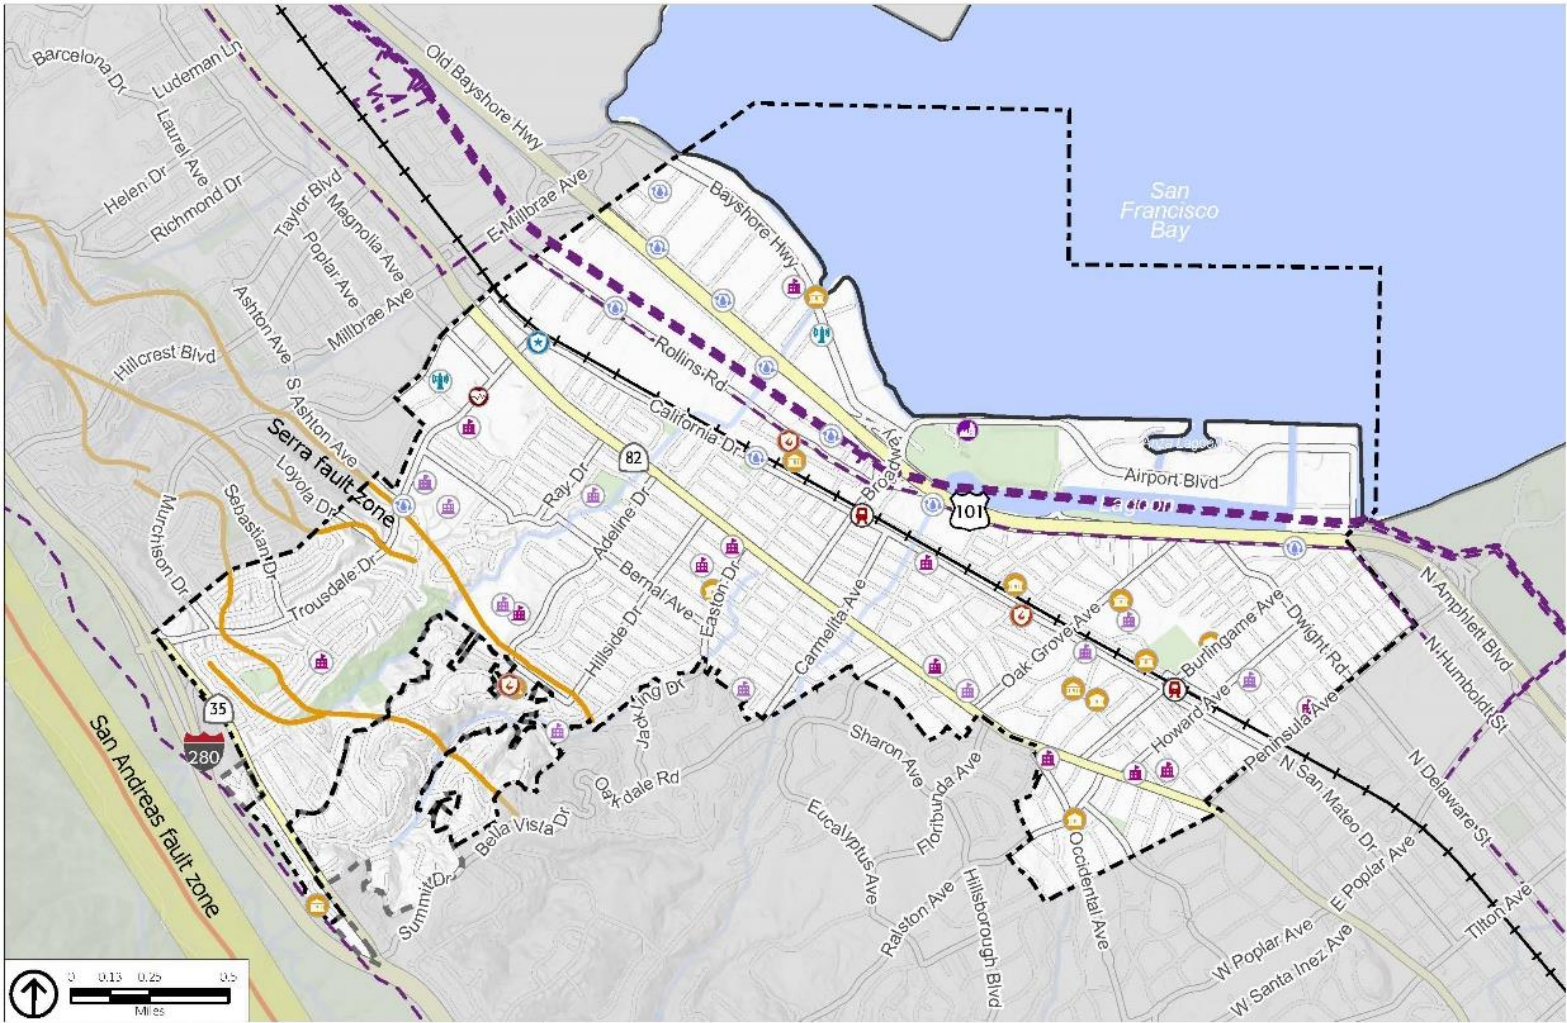 Old Bayshore Hwy
Barcelona Dr
Ludeman Ln
Laurel Ave
Helen Dr
Richmond Dr
Taylor Blvd
Magnolia Ave
Poplar Ave
E Millbrae Ave
Bayshore Hwy
San
Francisco
Bay
Ashton Ave
Millbrae Ave
Hillcrest Blvd
S Ashton Ave
Rollins Rd
California Dr
Serra fault zone
82
Broadway
Anza Lagoon
Airport Blvd
Lagoon
101
Loyola Dr
Ray Dr
Adeline Dr
Murchison Dr
Sebastian Dr
Trousdale Dr
Bernal Ave
Easton Dr
Hillside Dr
Carmelita Ave
Oak Grove Ave
Burlingame Ave
Dwight Rd
N Amphlett Blvd
N Humboldt St
Howard Ave
Peninsula Ave
Jackling Dr
35
280
San Andreas fault zone
Sharon Ave
Floribunda Ave
Oakdale Rd
Eucalyptus Ave
Bella Vista Dr
Summit Dr
N San Mateo Dr
N Delaware St
Occidental Ave
Ralston Ave
Hillsborough Blvd
E Poplar Ave
W Poplar Ave
W Santa Inez Ave
Tilton Ave
0 0.13 0.25 0.5
Miles